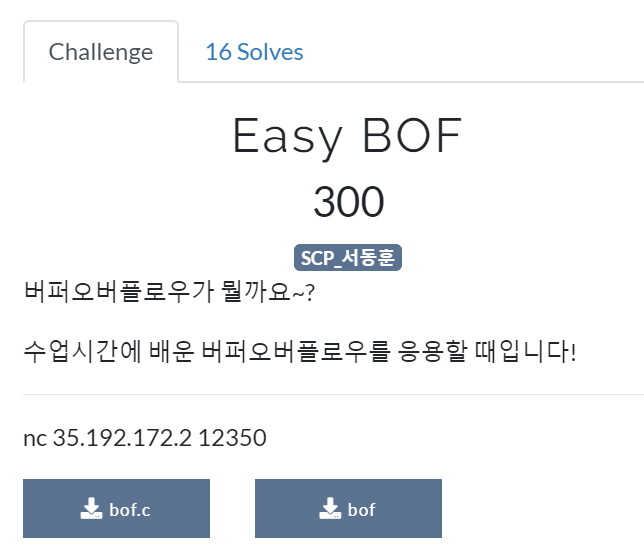 Challenge
16 Solves
Easy BOF
300
SCP_서동훈
버퍼오버플로우가 뭘까요~?
수업시간에 배운 버퍼오버플로우를 응용할 때입니다!
nc 35.192.172.2 12350
bof.c
bof